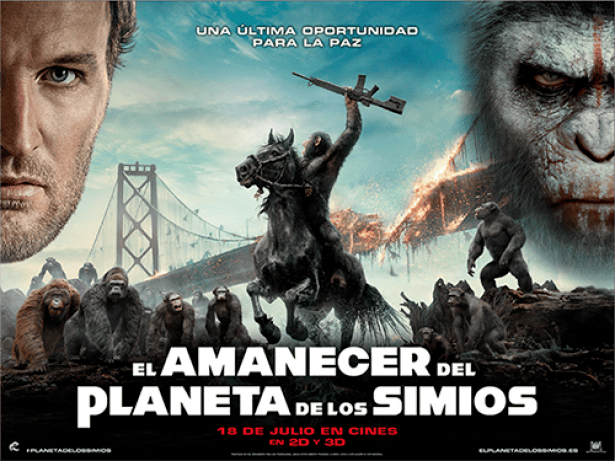 UNA ÚLTIMA OPORTUNIDAD
PARA LA PAZ
EL AMANECER DEL
PLANETA DE LOS SIMIOS
18 DE JULIO EN CINES
EN 2D Y 3D
#PLANETADELOSSIMIOS
ELPLANETADELOSSIMIOS.ES